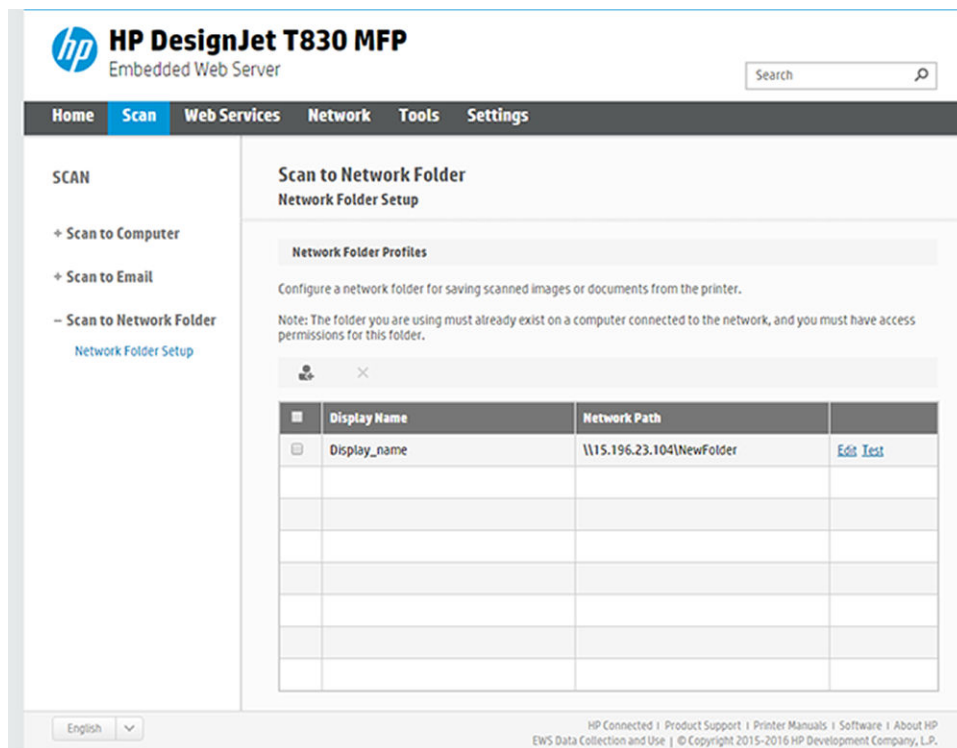 hp
HP DesignJet T830 MFP
Embedded Web Server
Search
Home Scan Web Services Network Tools Settings
SCAN
+ Scan to Computer
+ Scan to Email
– Scan to Network Folder
Network Folder Setup
Scan to Network Folder
Network Folder Setup
Network Folder Profiles
Configure a network folder for saving scanned images or documents from the printer.
Note: The folder you are using must already exist on a computer connected to the network, and you must have access
permissions for this folder.
Display Name Network Path
Display_name \\15.196.23.104\NewFolder Edit Test
English
HP Connected | Product Support | Printer Manuals | Software | About HP
EWS Data Collection and Use | © Copyright 2015-2016 HP Development Company, L.P.